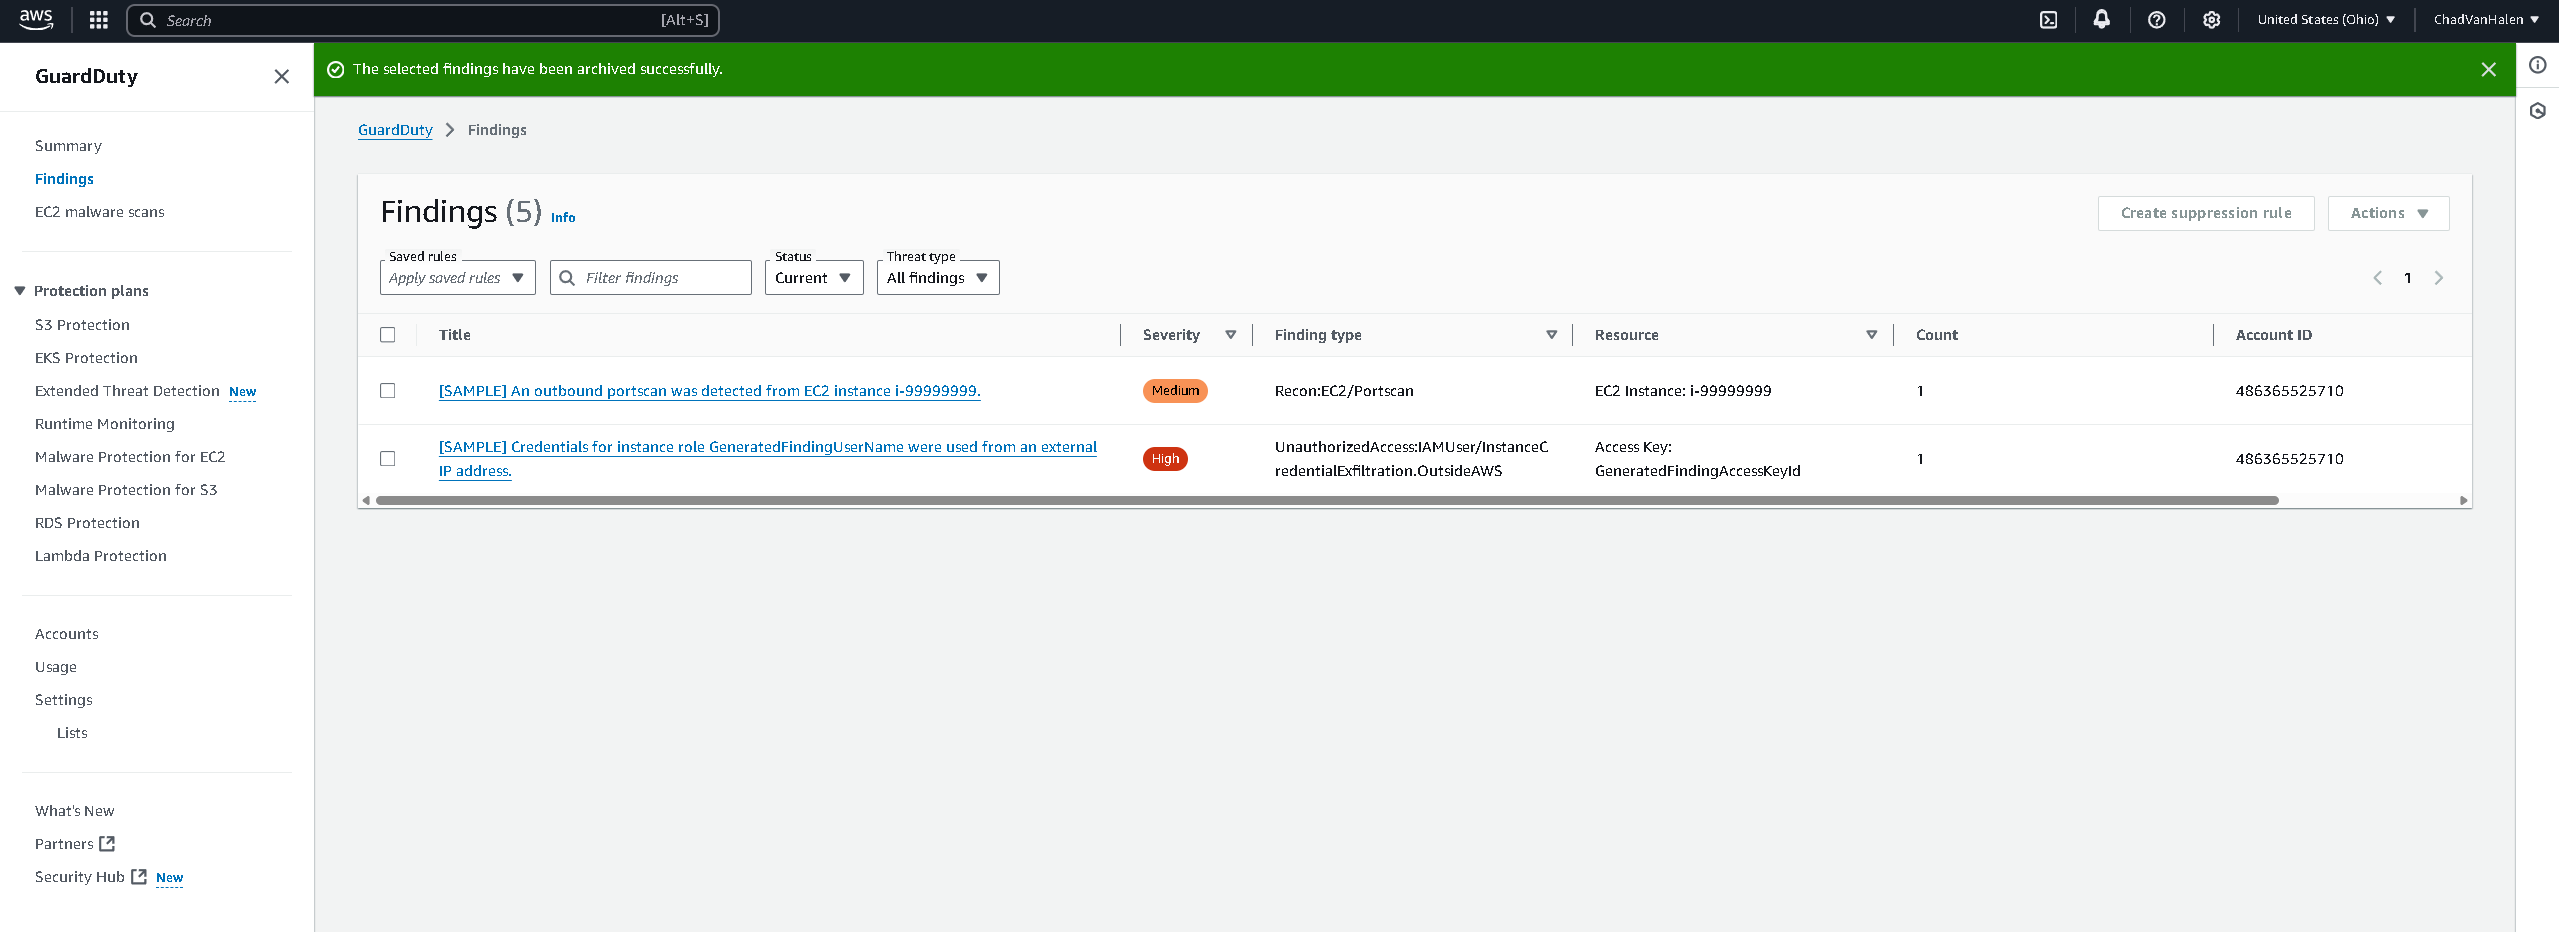 aws
Search [Alt+S]
United States (Ohio)
ChadVanHalen
GuardDuty
The selected findings have been archived successfully.
Summary
Findings
EC2 malware scans
Protection plans
S3 Protection
EKS Protection
Extended Threat Detection New
Runtime Monitoring
Malware Protection for EC2
Malware Protection for S3
RDS Protection
Lambda Protection
Accounts
Usage
Settings
Lists
What's New
Partners
Security Hub New
GuardDuty > Findings
Findings (5) Info
Create suppression rule
Actions
Saved rules
Apply saved rules
Filter findings
Status
Current
Threat type
All findings
1
Title Severity Finding type Resource Count Account ID
[SAMPLE] An outbound portscan was detected from EC2 instance i-99999999. Medium Recon:EC2/Portscan EC2 Instance: i-99999999 1 486365525710
[SAMPLE] Credentials for instance role GeneratedFindingUserName were used from an external
IP address.
High
UnauthorizedAccess:IAMUser/InstanceC
redentialExfiltration.OutsideAWS
Access Key:
GeneratedFindingAccessKeyId
1
486365525710